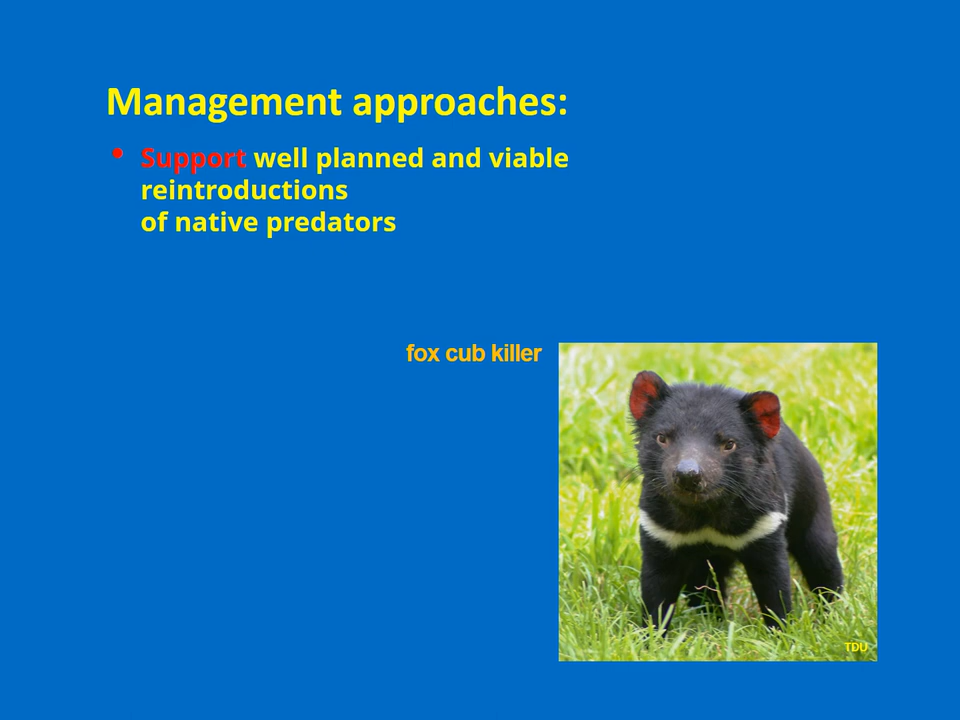 Management approaches:
• Support well planned and viable
reintroductions
of native predators
fox cub killer
TDU